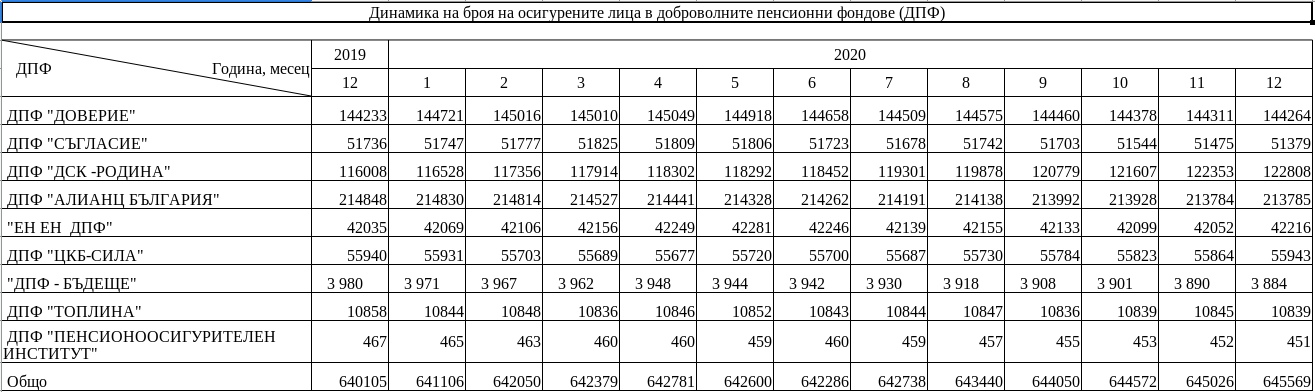 Динамика на броя на осигурените лица в доброволните пенсионни фондове (ДПФ)
ДПФ Година, месец 2019 2020
12 1 2 3 4 5 6 7 8 9 10 11 12
ДПФ "ДОВЕРИЕ" 144233 144721 145016 145010 145049 144918 144658 144509 144575 144460 144378 144311 144264
ДПФ "СЪГЛАСИЕ" 51736 51747 51777 51825 51809 51806 51723 51678 51742 51703 51544 51475 51379
ДПФ "ДСК -РОДИНА" 116008 116528 117356 117914 118302 118292 118452 119301 119878 120779 121607 122353 122808
ДПФ "АЛИАНЦ БЪЛГАРИЯ" 214848 214830 214814 214527 214441 214328 214262 214191 214138 213992 213928 213784 213785
"ЕН ЕН ДПФ" 42035 42069 42106 42156 42249 42281 42246 42139 42155 42133 42099 42052 42216
ДПФ "ЦКБ-СИЛА" 55940 55931 55703 55689 55677 55720 55700 55687 55730 55784 55823 55864 55943
"ДПФ - БЪДЕЩЕ" 3 980 3 971 3 967 3 962 3 948 3 944 3 942 3 930 3 918 3 908 3 901 3 890 3 884
ДПФ "ТОПЛИНА" 10858 10844 10848 10836 10846 10852 10843 10844 10847 10836 10839 10845 10839
ДПФ "ПЕНСИОНООСИГУРИТЕЛЕН
ИНСТИТУТ" 467 465 463 460 460 459 460 459 457 455 453 452 451
Общо 640105 641106 642050 642379 642781 642600 642286 642738 643440 644050 644572 645026 645569